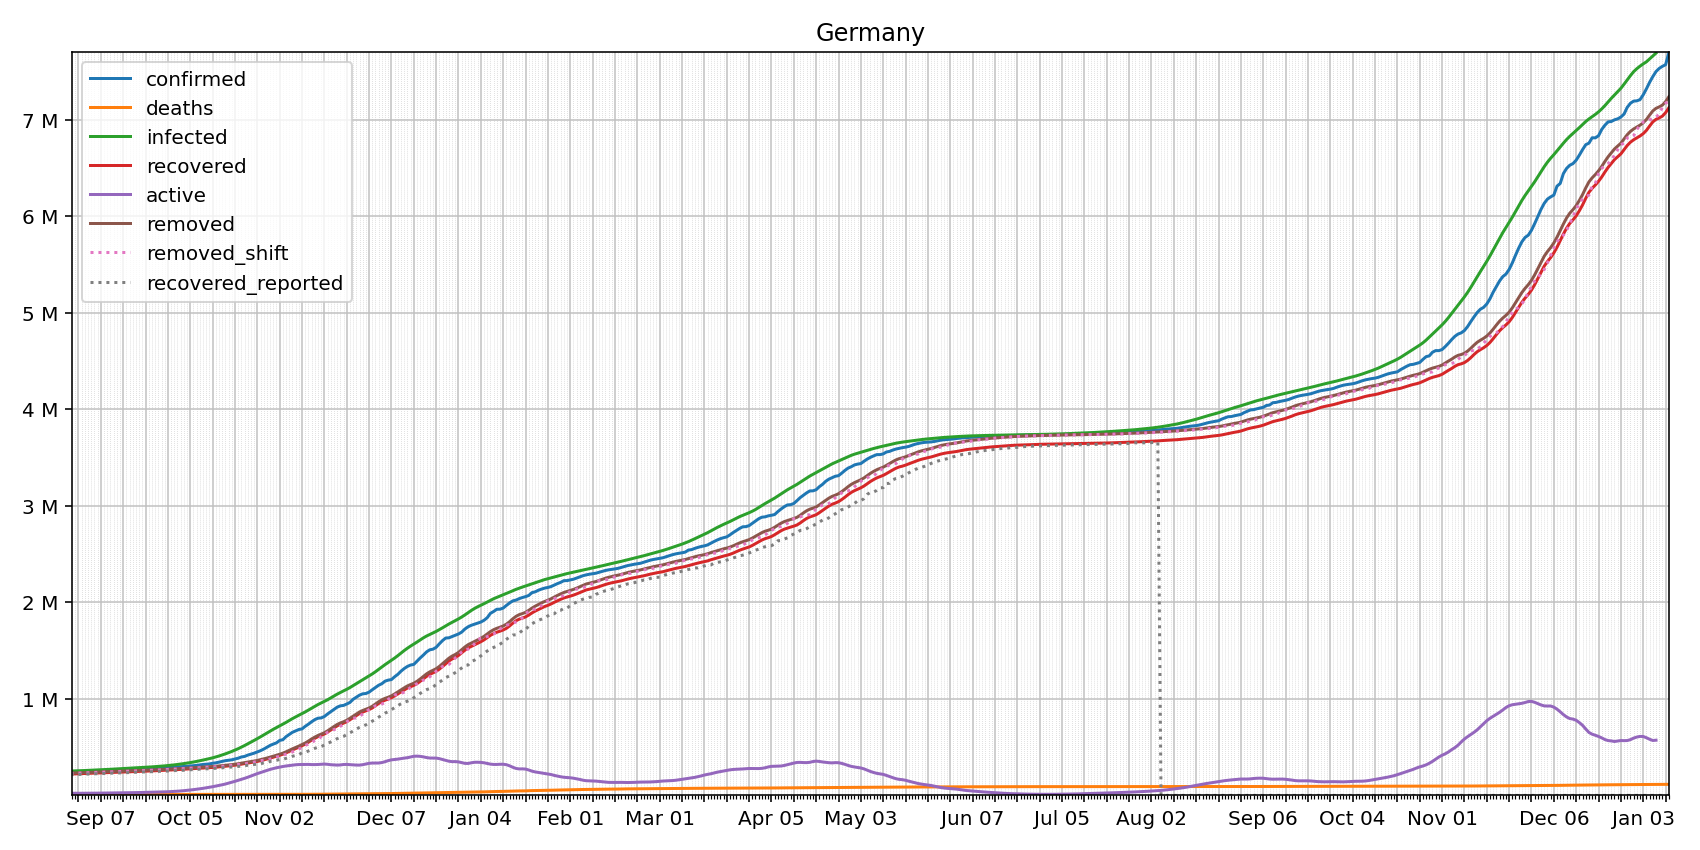 Germany
confirmed
deaths
infected
recovered
active
removed
removed_shift
recovered_reported
7 M
6 M
5 M
4 M
3 M
2 M
1 M
Sep 07 Oct 05 Nov 02 Dec 07 Jan 04 Feb 01 Mar 01 Apr 05 May 03 Jun 07 Jul 05 Aug 02 Sep 06 Oct 04 Nov 01 Dec 06 Jan 03